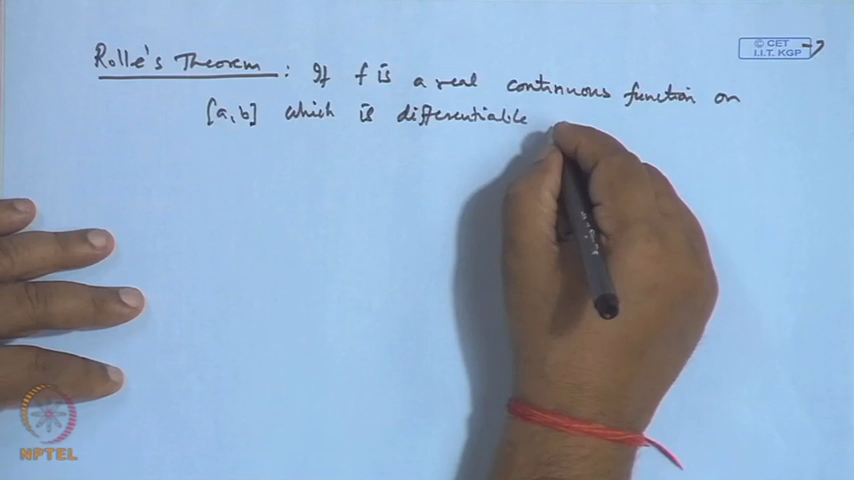 Rolle's Theorem : If f is a real continuous function on
[a,b] which is differentiable
© CET
I.I.T. KGP
NPTEL